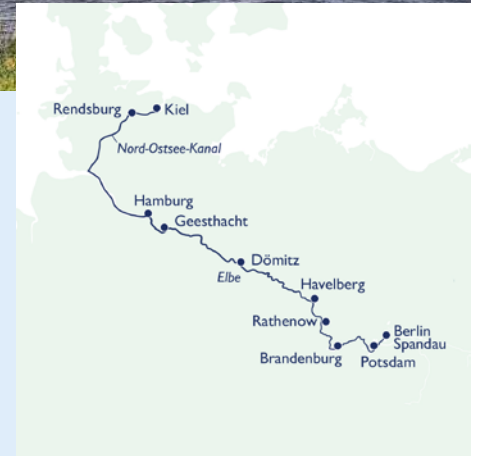 Rendsburg
Kiel
Nord-Ostsee-Kanal
Hamburg
Geesthacht
Dömitz
Elbe
Havelberg
Rathenow
Berlin
Spandau
Brandenburg
Potsdam